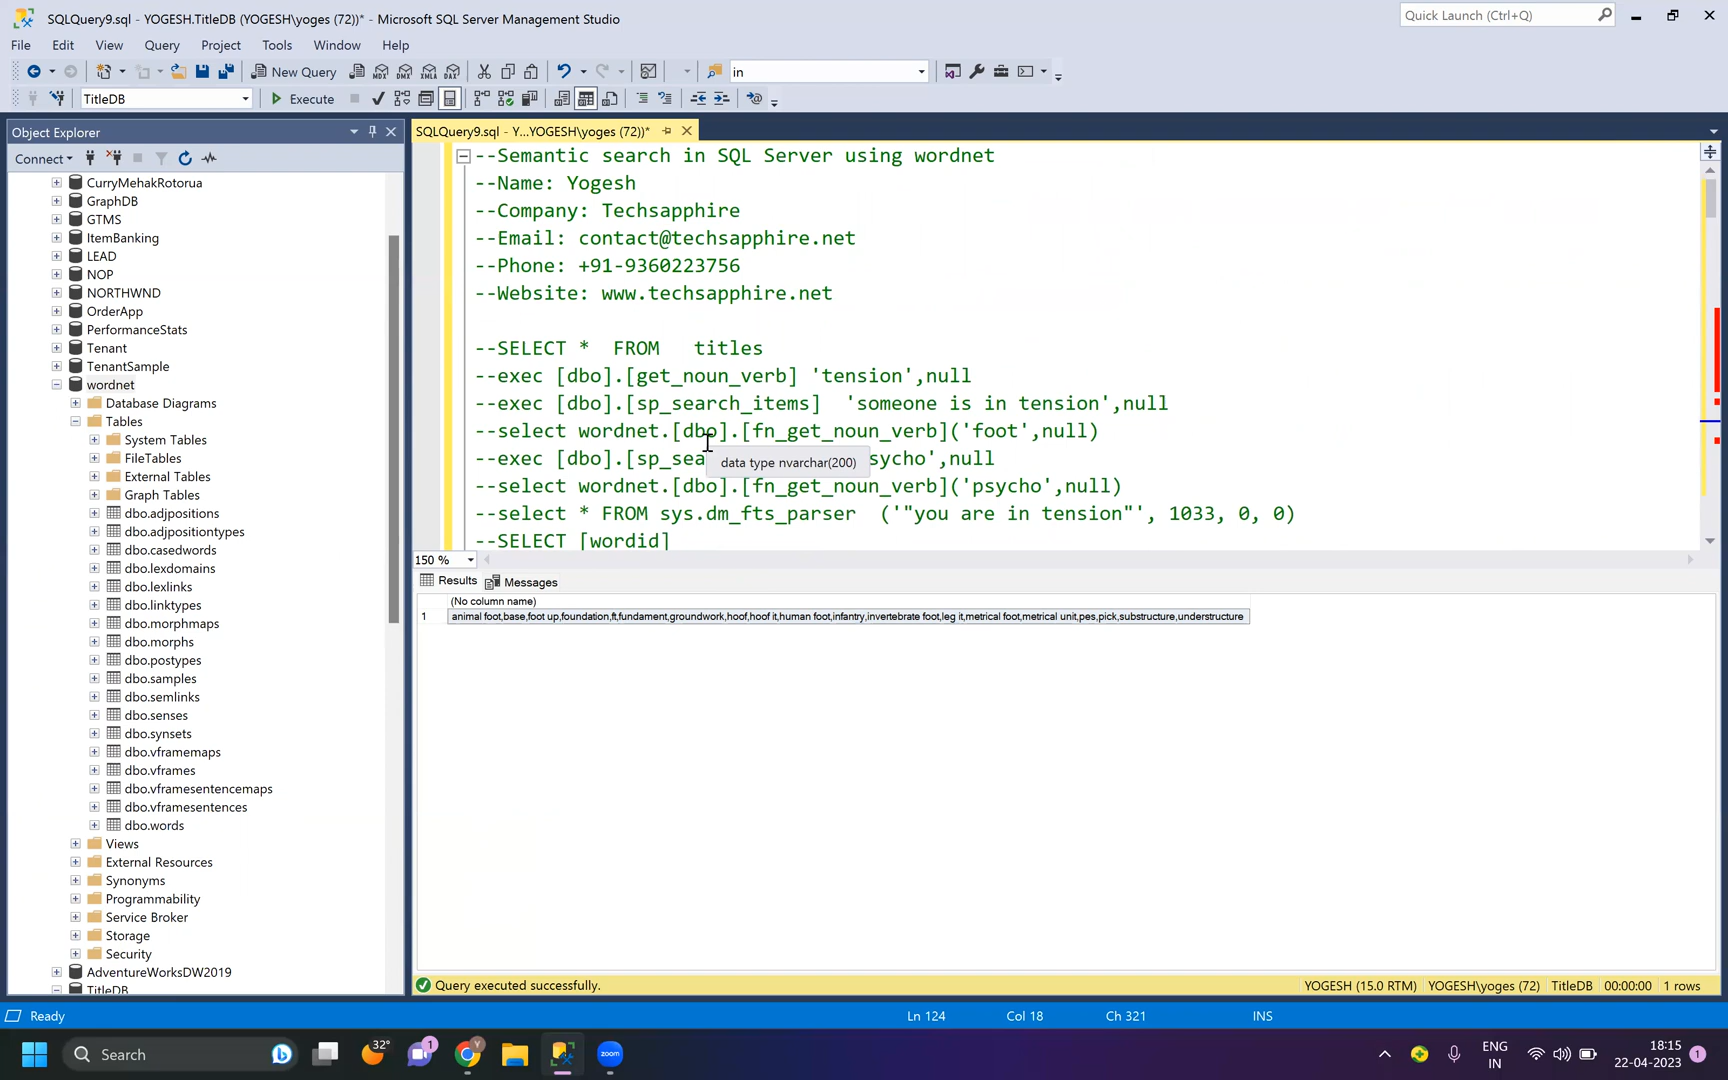 SQLQuery9.sql - YOGESH.TitleDB (YOGESH\yoges (72))* - Microsoft SQL Server Management Studio
Quick Launch (Ctrl+Q)
File Edit View Query Project Tools Window Help
New Query
MDX DMX XMLA DAX
in
TitleDB
Execute
Object Explorer
SQLQuery9.sql - Y...YOGESH\yoges (72))*
Connect
CurryMehakRotorua
GraphDB
GTMS
ItemBanking
LEAD
NOP
NORTHWND
OrderApp
PerformanceStats
Tenant
TenantSample
wordnet
Database Diagrams
Tables
System Tables
FileTables
External Tables
Graph Tables
dbo.adjpositions
dbo.adjpositiontypes
dbo.casedwords
dbo.lexdomains
dbo.lexlinks
dbo.linktypes
dbo.morphmaps
dbo.morphs
dbo.postypes
dbo.samples
dbo.semlinks
dbo.senses
dbo.synsets
dbo.vframemaps
dbo.vframes
dbo.vframesentencemaps
dbo.vframesentences
dbo.words
Views
External Resources
Synonyms
Programmability
Service Broker
Storage
Security
AdventureWorksDW2019
TitleDB
--Semantic search in SQL Server using wordnet
--Name: Yogesh
--Company: Techsapphire
--Email: contact@techsapphire.net
--Phone: +91-9360223756
--Website: www.techsapphire.net
--SELECT * FROM titles
--exec [dbo].[get_noun_verb] 'tension',null
--exec [dbo].[sp_search_items] 'someone is in tension',null
--select wordnet.[dbo].[fn_get_noun_verb]('foot',null)
--exec [dbo].[sp_sea
sycho',null
data type nvarchar(200)
--select wordnet.[dbo].[fn_get_noun_verb]('psycho',null)
--select * FROM sys.dm_fts_parser ('"you are in tension"', 1033, 0, 0)
--SELECT [wordid]
150 %
Results Messages
(No column name)
1 animal foot,base,foot up,foundation,ft,fundament,groundwork,hoof,hoof it,human foot,infantry,invertebrate foot,leg it,metrical foot,metrical unit,pes,pick,substructure,understructure
Query executed successfully.
YOGESH (15.0 RTM) YOGESH\yoges (72) TitleDB 00:00:00 1 rows
Ready
Ln 124 Col 18 Ch 321 INS
Search
32°
1
zoom
ENG
IN
18:15
22-04-2023
1